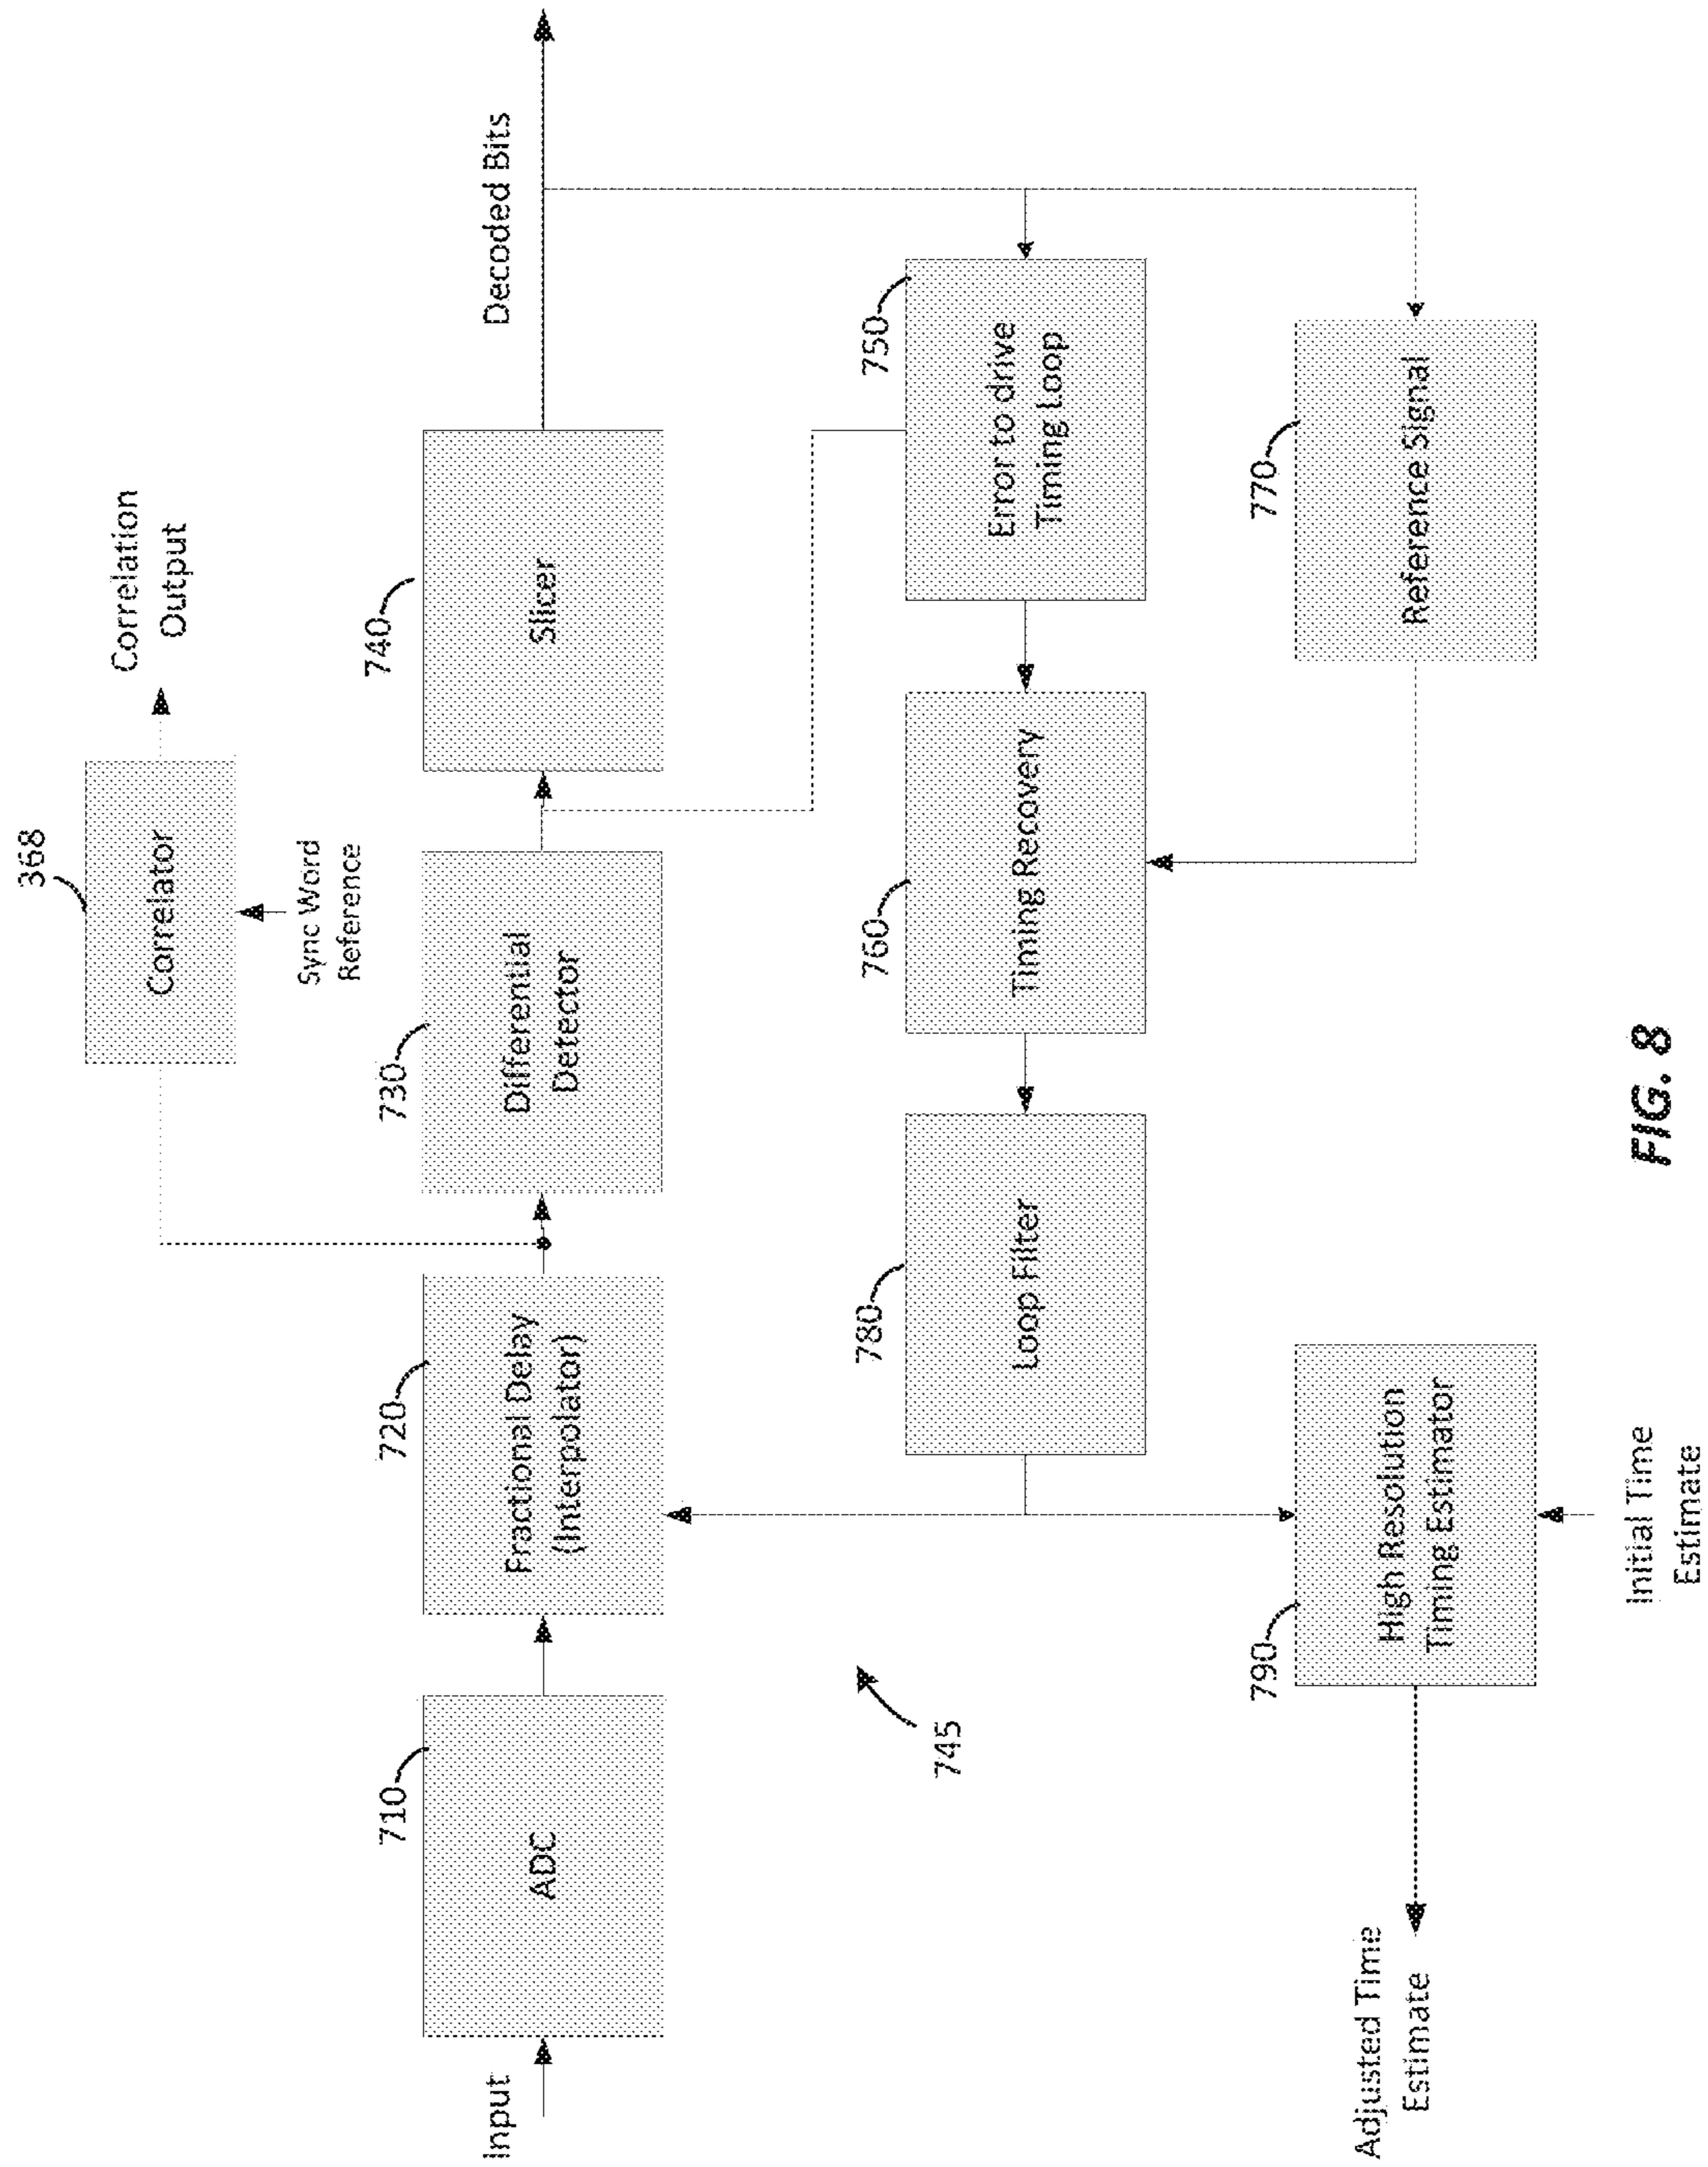 368
Correlator
Correlation
Output
Sync Word
Reference
Input
710
ADC
720
Fractional Delay
(Interpolator)
730
Differential
Detector
740
Slicer
Decoded Bits
745
780
Loop Filter
760
Timing Recovery
750
Error to drive
Timing Loop
Adjusted Time
Estimate
790
High Resolution
Timing Estimator
770
Reference Signal
Initial Time
Estimate
FIG. 8